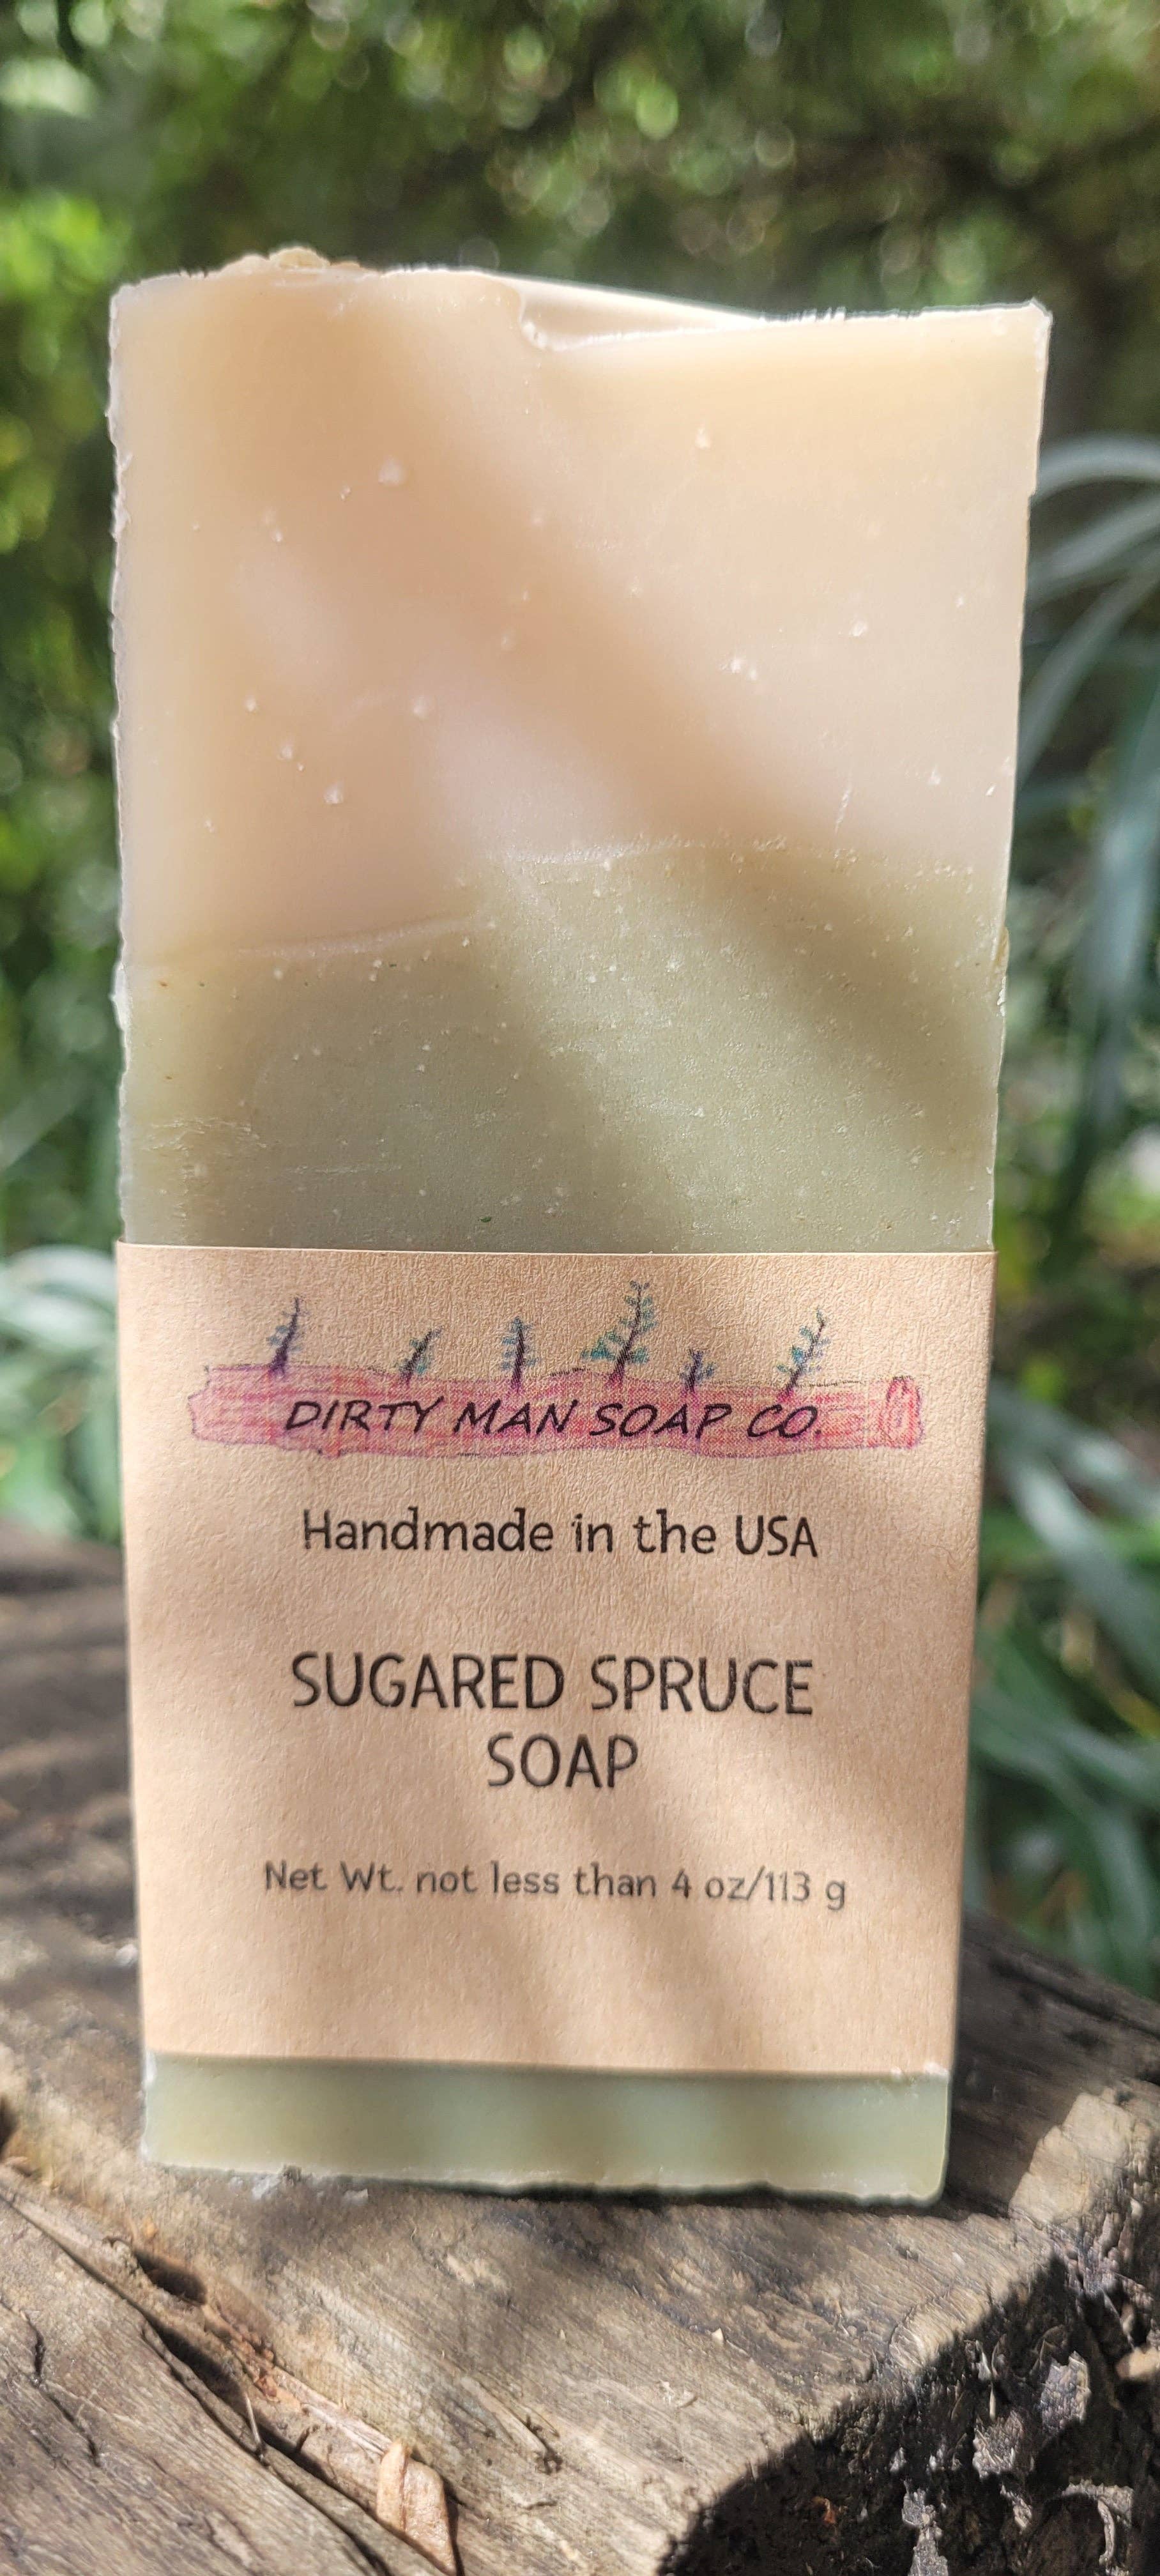 DIRTY MAN SOAP CO.
Handmade in the USA
SUGARED SPRUCE
SOAP
Net Wt. not less than 4 oz/113 g